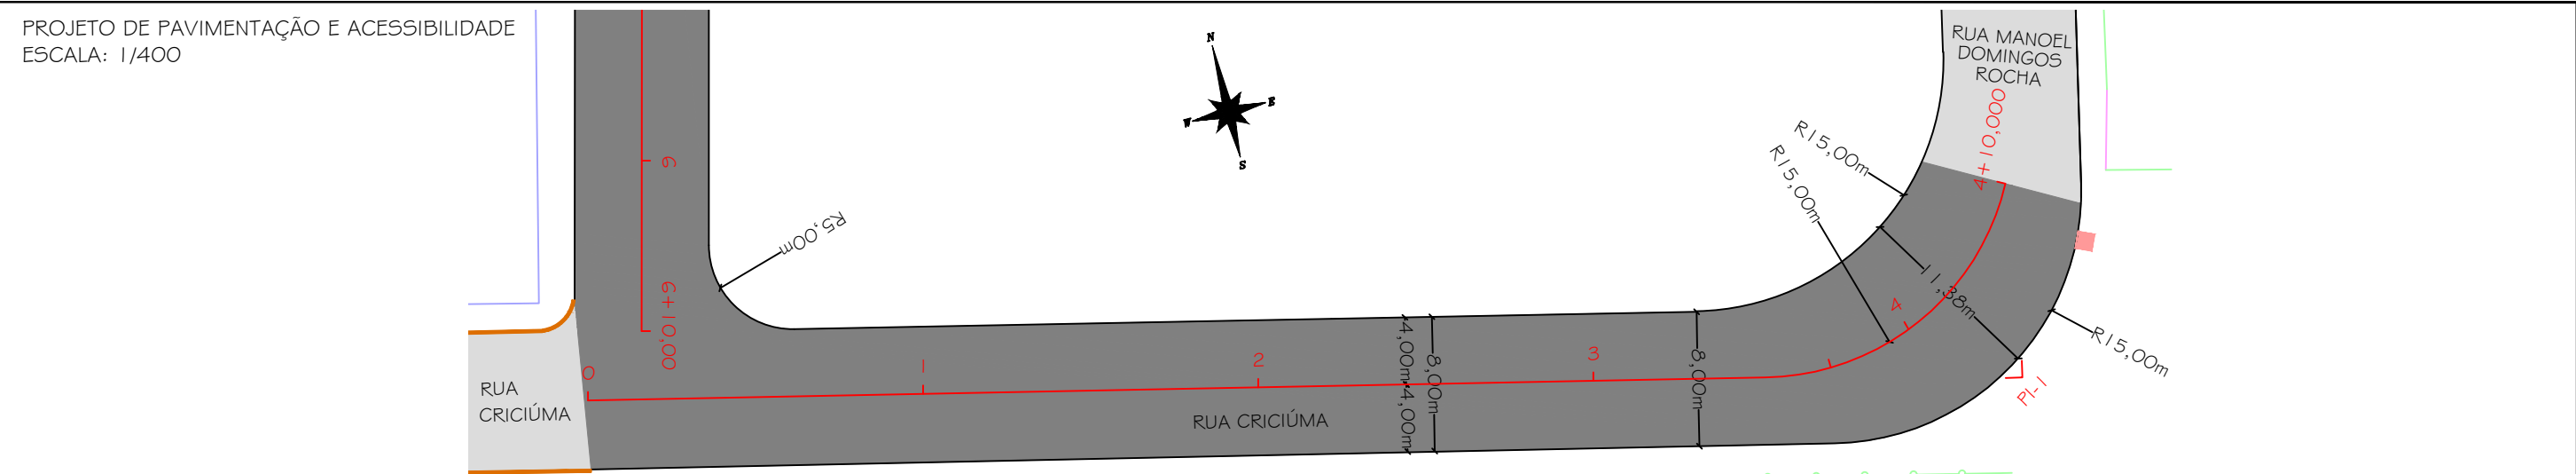 PROJETO DE PAVIMENTAÇÃO E ACESSIBILIDADE
ESCALA: 1/400
N
E
W
S
RUA MANOEL
DOMINGOS
ROCHA
4+10,000
R15,00m
R15,00m
6
R5,00m
6+10,00
11,38m
4
R15,00m
PI-1
0
1
2
3
4,00m
4,00m
8,00m
8,00m
RUA
CRICIÚMA
RUA CRICIÚMA